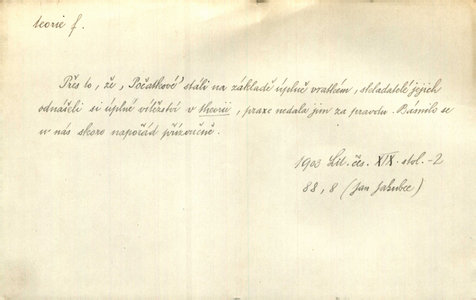 teorie f.
Přes to, že „Počátkové“ stáli na základě úplně vratkém, skladatelé jejich
odnášeli si úplné vítězství v theorii, praxe nedala jim za pravdu. Básnilo se
u nás skoro napořád přízvučně.
1903 Lit. čes. XIX. stol.-2
88, 8 (Jan Jakubec)